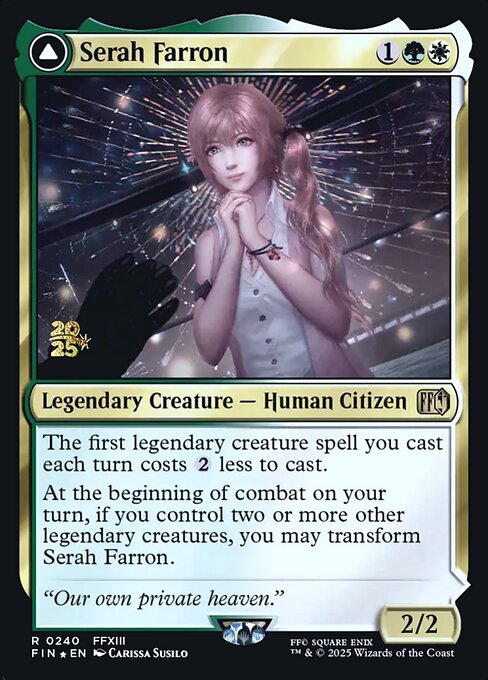 Serah Farron 1
2025
Legendary Creature — Human Citizen FF
The first legendary creature spell you cast
each turn costs 2 less to cast.
At the beginning of combat on your
turn, if you control two or more other
legendary creatures, you may transform
Serah Farron.
“Our own private heaven.”
2/2
R 0240 FFXIII
FIN ★ EN Carissa Susilo
FF© SQUARE ENIX
™ & © 2025 Wizards of the Coast